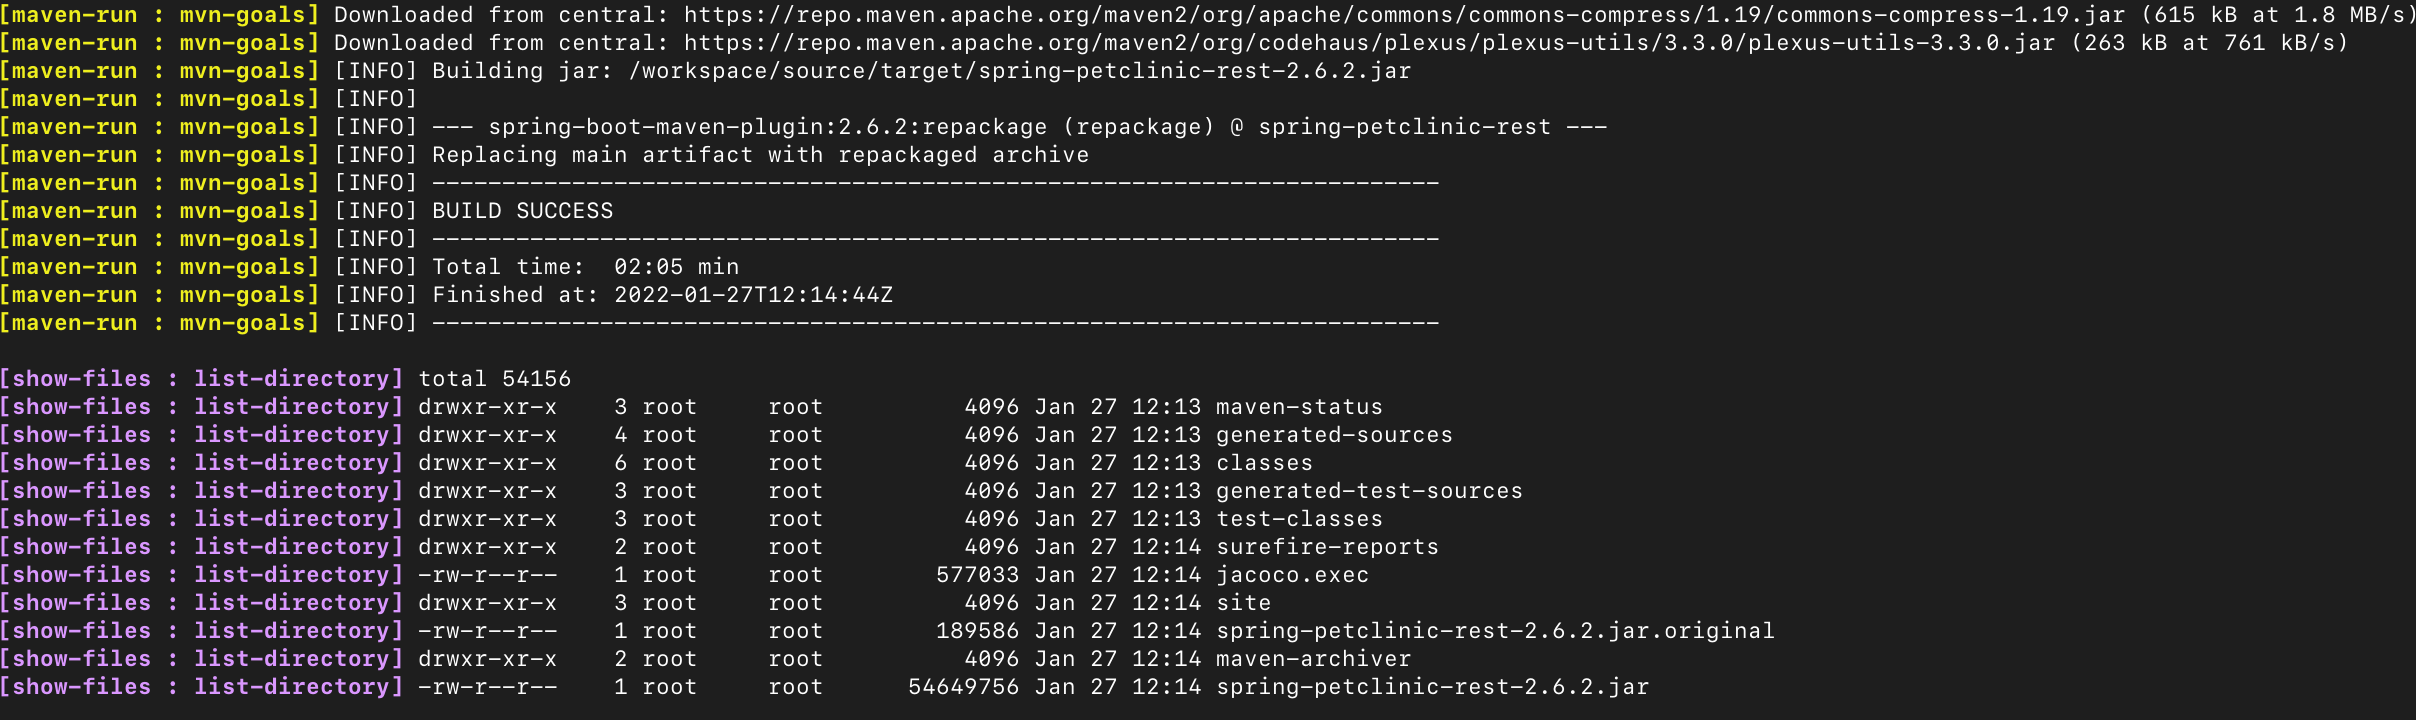 [maven-run : mvn-goals] Downloaded from central: https://repo.maven.apache.org/maven2/org/apache/commons/commons-compress/1.19/commons-compress-1.19.jar (615 kB at 1.8 MB/s)
[maven-run : mvn-goals] Downloaded from central: https://repo.maven.apache.org/maven2/org/codehaus/plexus/plexus-utils/3.3.0/plexus-utils-3.3.0.jar (263 kB at 761 kB/s)
[maven-run : mvn-goals] [INFO] Building jar: /workspace/source/target/spring-petclinic-rest-2.6.2.jar
[maven-run : mvn-goals] [INFO]
[maven-run : mvn-goals] [INFO] --- spring-boot-maven-plugin:2.6.2:repackage (repackage) @ spring-petclinic-rest ---
[maven-run : mvn-goals] [INFO] Replacing main artifact with repackaged archive
[maven-run : mvn-goals] [INFO] ------------------------------------------------------------------------
[maven-run : mvn-goals] [INFO] BUILD SUCCESS
[maven-run : mvn-goals] [INFO] ------------------------------------------------------------------------
[maven-run : mvn-goals] [INFO] Total time:  02:05 min
[maven-run : mvn-goals] [INFO] Finished at: 2022-01-27T12:14:44Z
[maven-run : mvn-goals] [INFO] ------------------------------------------------------------------------
[show-files : list-directory] total 54156
[show-files : list-directory] drwxr-xr-x    3 root     root          4096 Jan 27 12:13 maven-status
[show-files : list-directory] drwxr-xr-x    4 root     root          4096 Jan 27 12:13 generated-sources
[show-files : list-directory] drwxr-xr-x    6 root     root          4096 Jan 27 12:13 classes
[show-files : list-directory] drwxr-xr-x    3 root     root          4096 Jan 27 12:13 generated-test-sources
[show-files : list-directory] drwxr-xr-x    3 root     root          4096 Jan 27 12:13 test-classes
[show-files : list-directory] drwxr-xr-x    2 root     root          4096 Jan 27 12:14 surefire-reports
[show-files : list-directory] -rw-r--r--    1 root     root        577033 Jan 27 12:14 jacoco.exec
[show-files : list-directory] drwxr-xr-x    3 root     root          4096 Jan 27 12:14 site
[show-files : list-directory] -rw-r--r--    1 root     root        189586 Jan 27 12:14 spring-petclinic-rest-2.6.2.jar.original
[show-files : list-directory] drwxr-xr-x    2 root     root          4096 Jan 27 12:14 maven-archiver
[show-files : list-directory] -rw-r--r--    1 root     root      54649756 Jan 27 12:14 spring-petclinic-rest-2.6.2.jar